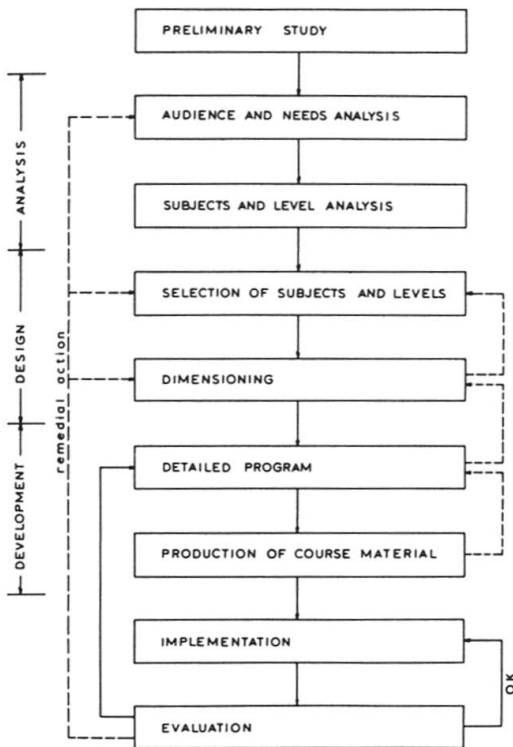 PRELIMINARY STUDY
AUDIENCE AND NEEDS ANALYSIS
SUBJECTS AND LEVEL ANALYSIS
SELECTION OF SUBJECTS AND LEVELS
DIMENSIONING
DETAILED PROGRAM
PRODUCTION OF COURSE MATERIAL
IMPLEMENTATION
EVALUATION
ANALYSIS
DESIGN
DEVELOPMENT
remedial action
OK